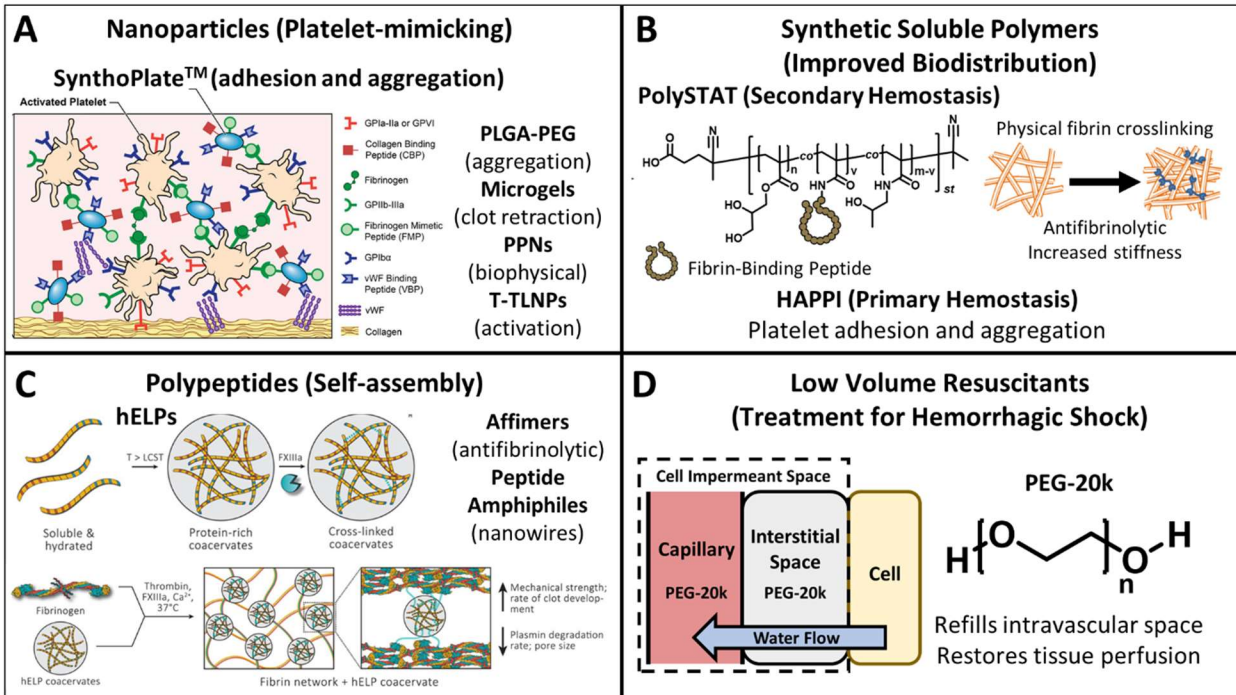 A
Nanoparticles (Platelet-mimicking)
SynthoPlate™ (adhesion and aggregation)
Activated Platelet
GPIa-IIa or GPVI
Collagen Binding
Peptide (CBP)
Fibrinogen
GPIIb-IIIa
Fibrinogen Mimetic
Peptide (FMP)
GPIbα
vWF Binding
Peptide (VBP)
vWF
Collagen
PLGA-PEG
(aggregation)
Microgels
(clot retraction)
PPNs
(biophysical)
T-TLNPs
(activation)
B
Synthetic Soluble Polymers
(Improved Biodistribution)
PolySTAT (Secondary Hemostasis)
N
N
HO
O
n
co
v
co
m-v
st
O
O
HN
O
HN
O
HO
HO
HO
Fibrin-Binding Peptide
Physical fibrin crosslinking
Antifibrinolytic
Increased stiffness
HAPPI (Primary Hemostasis)
Platelet adhesion and aggregation
C
Polypeptides (Self-assembly)
hELPs
T > LCST
FXIIIa
Soluble &
hydrated
Protein-rich
coacervates
Cross-linked
coacervates
Affimers
(antifibrinolytic)
Peptide
Amphiphiles
(nanowires)
Fibrinogen
hELP coacervates
Thrombin,
FXIIIa, Ca²⁺,
37°C
Fibrin network + hELP coacervate
Mechanical strength;
rate of clot develop-
ment
Plasmin degradation
rate; pore size
D
Low Volume Resuscitants
(Treatment for Hemorrhagic Shock)
Cell Impermeant Space
Capillary
PEG-20k
Interstitial
Space
PEG-20k
Cell
Water Flow
PEG-20k
H
O
n
O
H
Refills intravascular space
Restores tissue perfusion